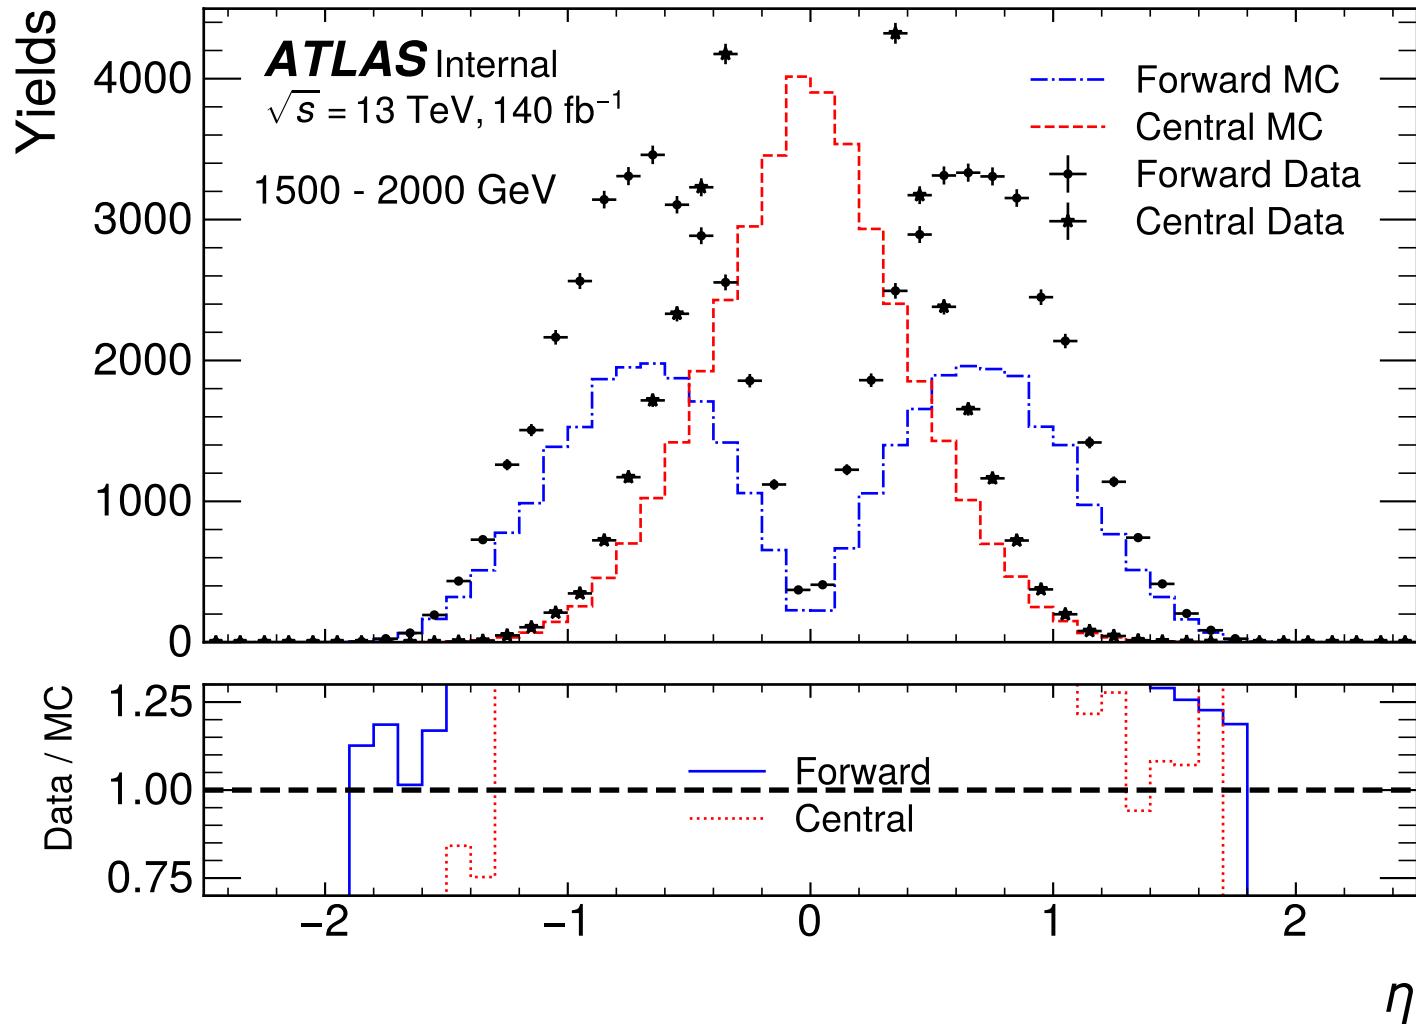 Yields
4000
3000
2000
1000
0
ATLAS Internal
√s = 13 TeV, 140 fb⁻¹
1500 - 2000 GeV
Forward MC
Central MC
Forward Data
Central Data
Data / MC
1.25
1.00
0.75
Forward
Central
−2 −1 0 1 2
η